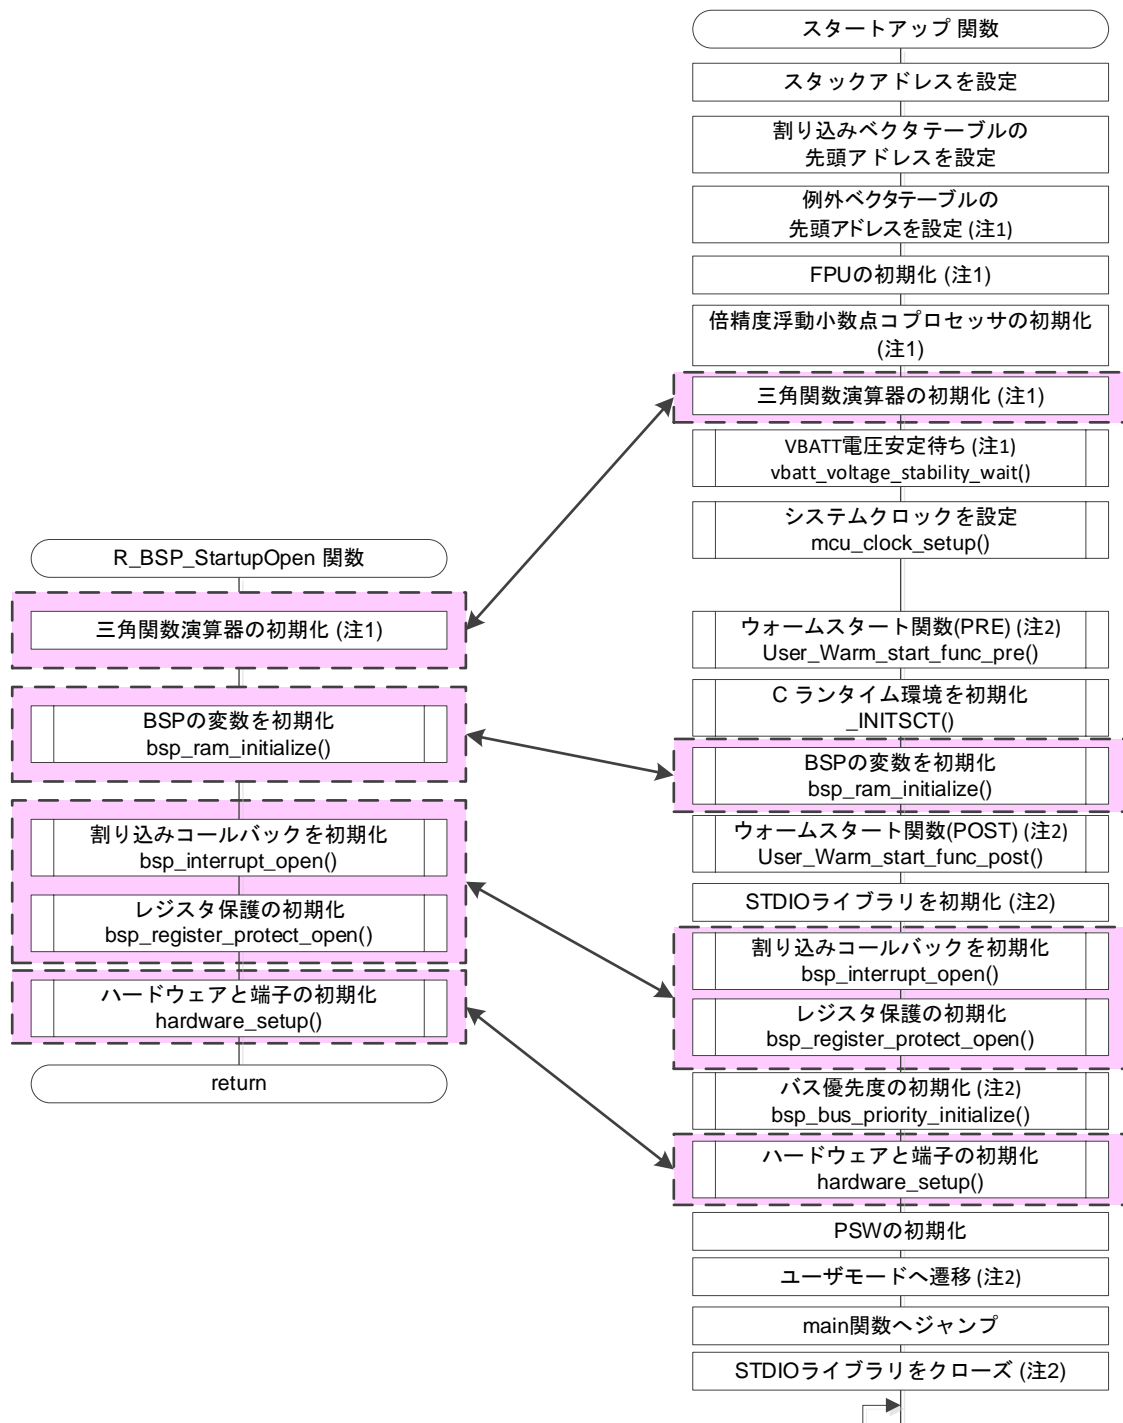 スタートアップ 関数
スタックアドレスを設定
割り込みベクタテーブルの
先頭アドレスを設定
例外ベクタテーブルの
先頭アドレスを設定 (注1)
FPUの初期化 (注1)
倍精度浮動小数点コプロセッサの初期化
(注1)
三角関数演算器の初期化 (注1)
VBATT電圧安定待ち (注1)
vbatt_voltage_stability_wait()
システムクロックを設定
mcu_clock_setup()
ウォームスタート関数(PRE) (注2)
User_Warm_start_func_pre()
C ランタイム環境を初期化
_INITSCT()
BSPの変数を初期化
bsp_ram_initialize()
ウォームスタート関数(POST) (注2)
User_Warm_start_func_post()
STDIOライブラリを初期化 (注2)
割り込みコールバックを初期化
bsp_interrupt_open()
レジスタ保護の初期化
bsp_register_protect_open()
バス優先度の初期化 (注2)
bsp_bus_priority_initialize()
ハードウェアと端子の初期化
hardware_setup()
PSWの初期化
ユーザモードへ遷移 (注2)
main関数へジャンプ
STDIOライブラリをクローズ (注2)
R_BSP_StartupOpen 関数
三角関数演算器の初期化 (注1)
BSPの変数を初期化
bsp_ram_initialize()
割り込みコールバックを初期化
bsp_interrupt_open()
レジスタ保護の初期化
bsp_register_protect_open()
ハードウェアと端子の初期化
hardware_setup()
return